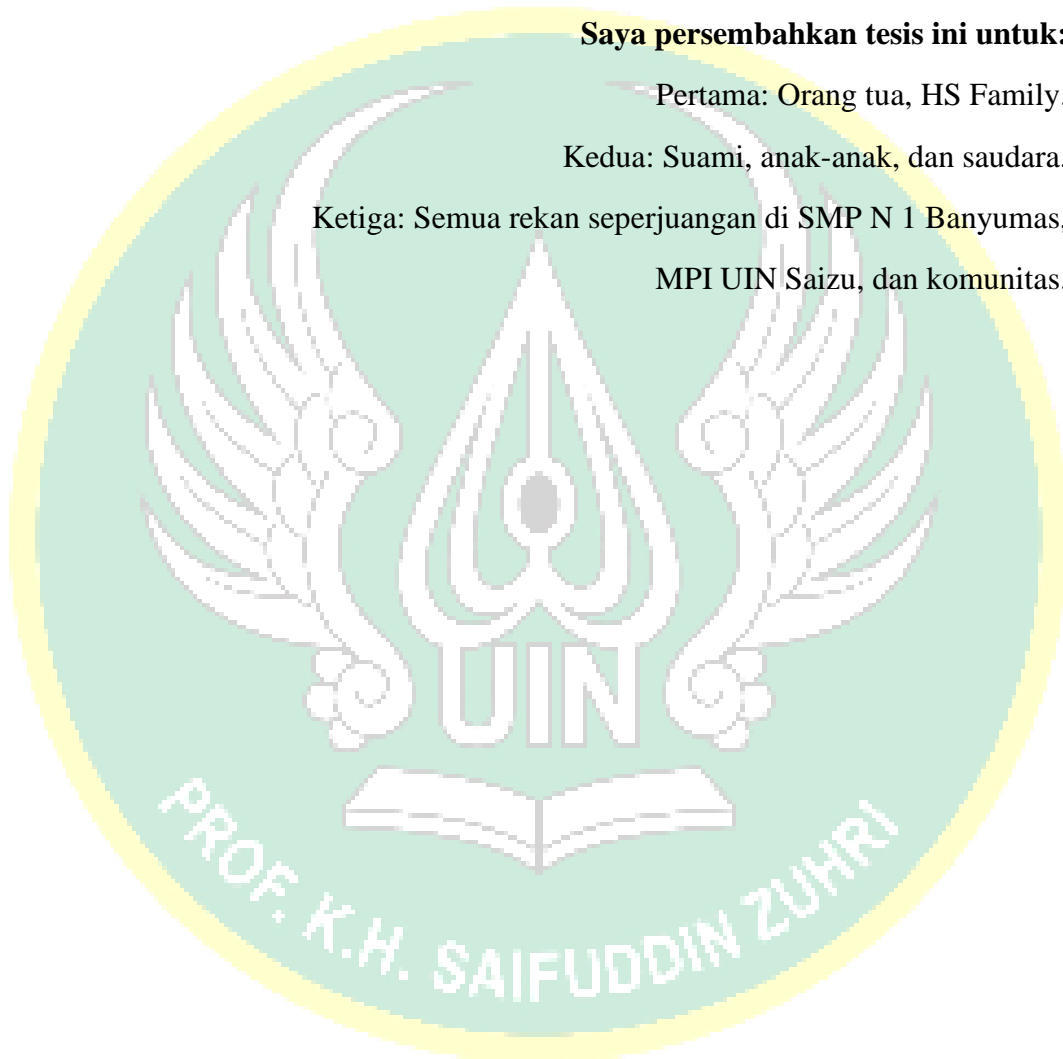 Saya persembahkan tesis ini untuk:
Pertama: Orang tua, HS Family.
Kedua: Suami, anak-anak, dan saudara.
Ketiga: Semua rekan seperjuangan di SMP N 1 Banyumas,
MPI UIN Saizu, dan komunitas.
UIN
PROF. K.H. SAIFUDDIN ZUHRI